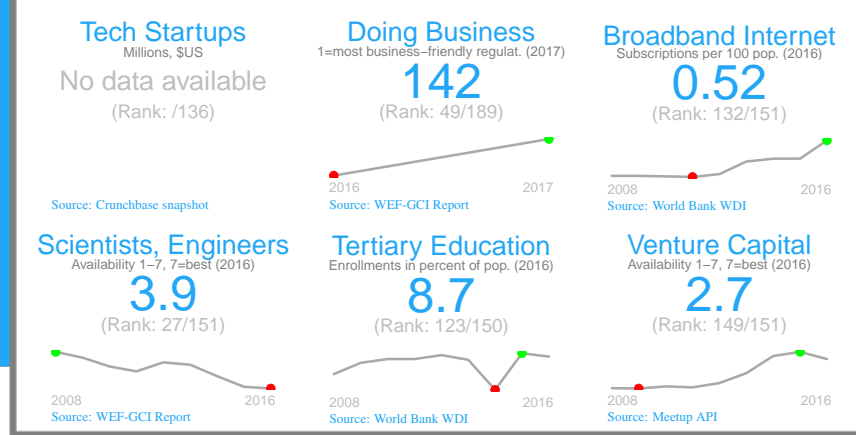 Tech Startups
Millions, $US
No data available
(Rank: /136)
Source: Crunchbase snapshot
Doing Business
1=most business−friendly regulat. (2017)
142
(Rank: 49/189)
2016 2017
Source: WEF-GCI Report
Broadband Internet
Subscriptions per 100 pop. (2016)
0.52
(Rank: 132/151)
2008 2016
Source: World Bank WDI
Scientists, Engineers
Availability 1−7, 7=best (2016)
3.9
(Rank: 27/151)
2008 2016
Source: WEF-GCI Report
Tertiary Education
Enrollments in percent of pop. (2016)
8.7
(Rank: 123/150)
2008 2016
Source: World Bank WDI
Venture Capital
Availability 1−7, 7=best (2016)
2.7
(Rank: 149/151)
2008 2016
Source: Meetup API